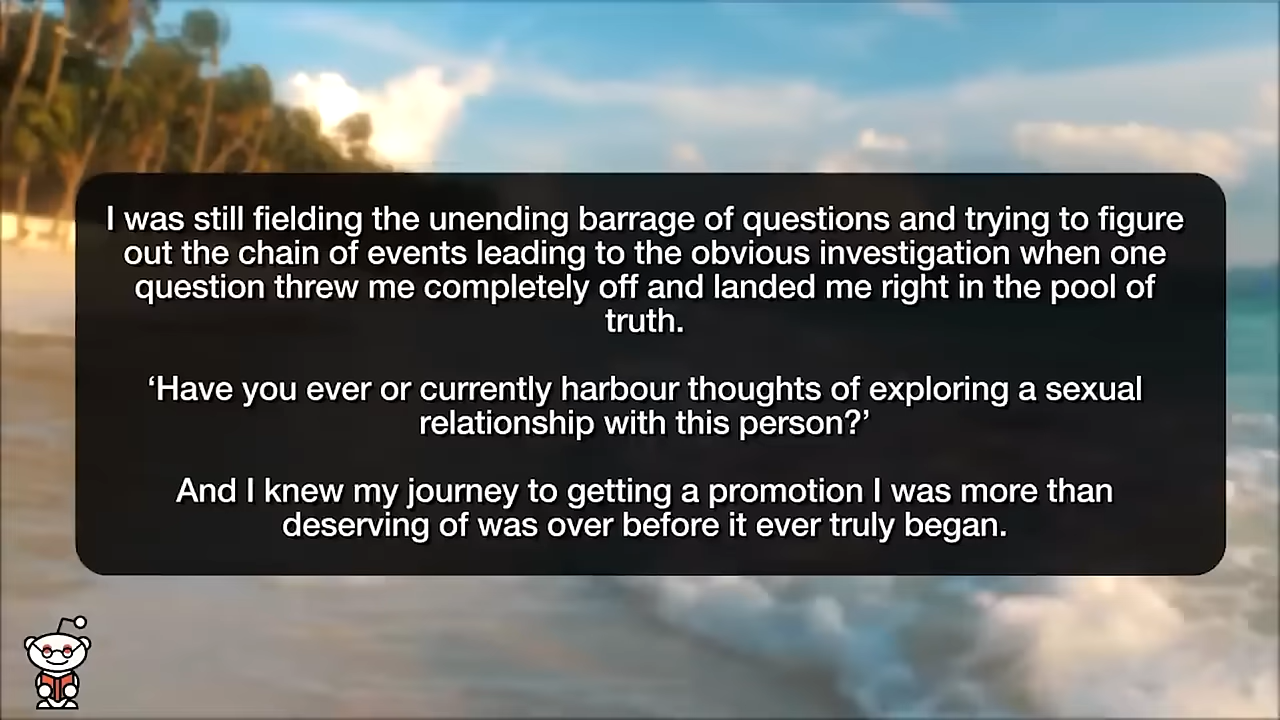 I was still fielding the unending barrage of questions and trying to figure
out the chain of events leading to the obvious investigation when one
question threw me completely off and landed me right in the pool of
truth.
‘Have you ever or currently harbour thoughts of exploring a sexual
relationship with this person?’
And I knew my journey to getting a promotion I was more than
deserving of was over before it ever truly began.